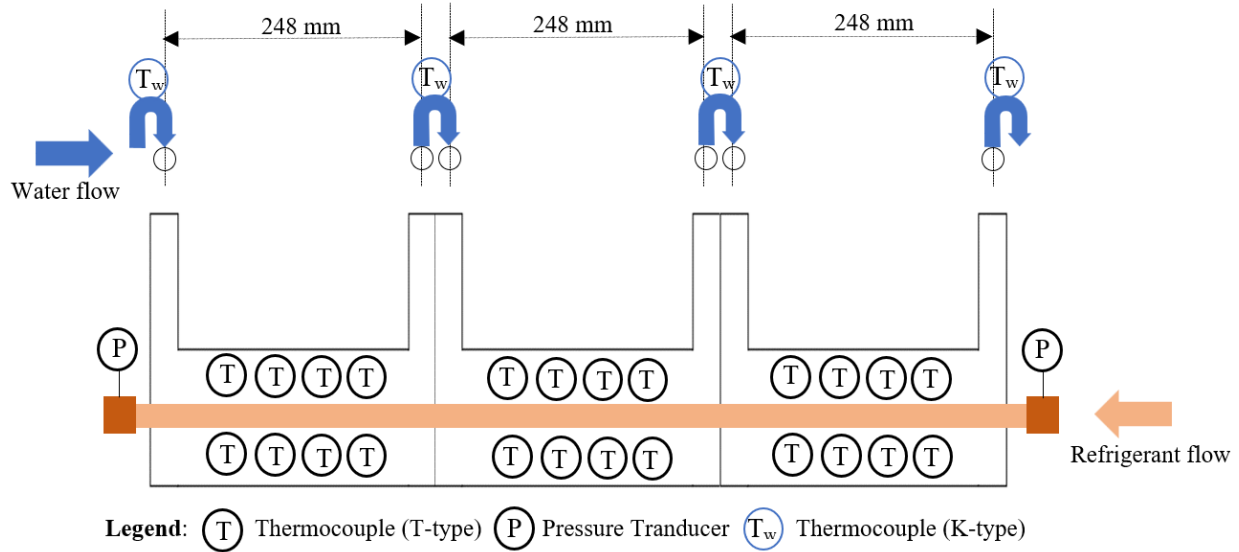 248 mm 248 mm 248 mm
Tw Tw Tw Tw
Water flow
P P
T T T T T T T T T T T T
T T T T T T T T T T T T
Refrigerant flow
Legend: T Thermocouple (T-type) P Pressure Tranducer Tw Thermocouple (K-type)